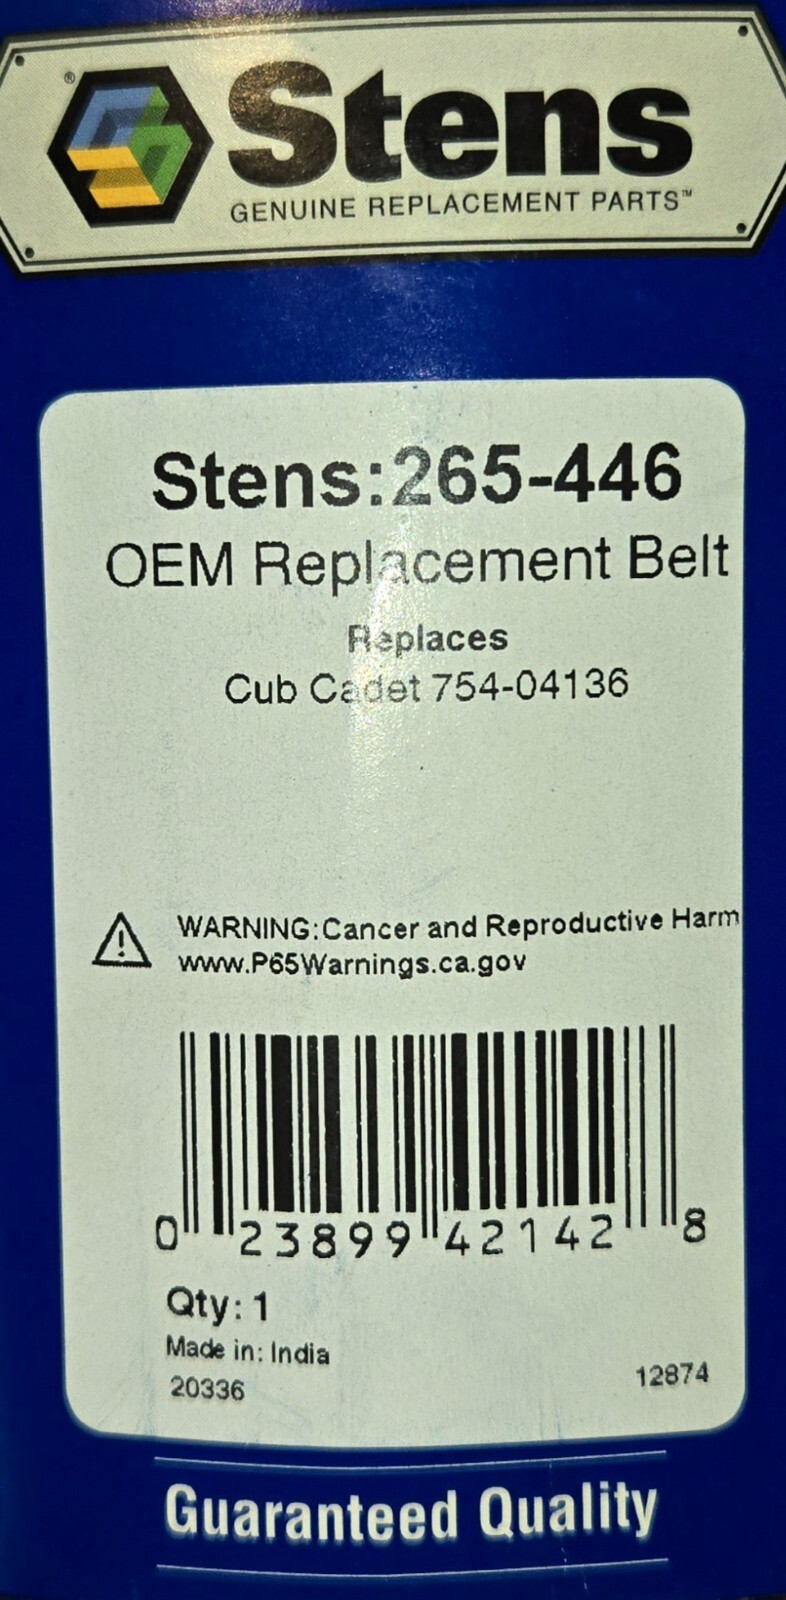 ® Stens
GENUINE REPLACEMENT PARTS™
Stens:265-446
OEM Replacement Belt
Replaces
Cub Cadet 754-04136
WARNING:Cancer and Reproductive Harm
www.P65Warnings.ca.gov
0 23899 42142 8
Qty: 1
Made in: India
20336 12874
Guaranteed Quality